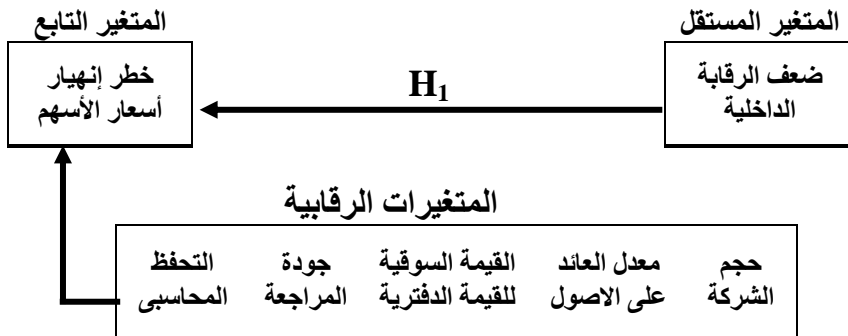 المتغير المستقل
المتغير التابع
ضعف الرقابة
الداخلية
H1
خطر إنهيار
أسعار الأسهم
المتغيرات الرقابية
حجم
الشركة
معدل العائد
على الاصول
القيمة السوقية
للقيمة الدفترية
جودة
المراجعة
التحفظ
المحاسبى